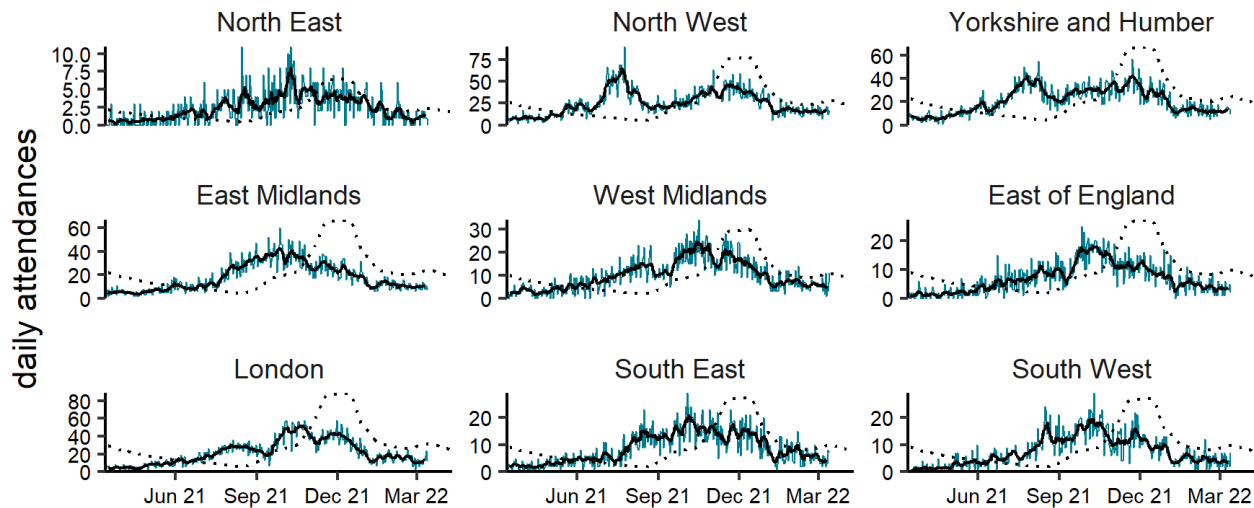 North East
North West
Yorkshire and Humber
10.0
7.5
5.0
2.5
0.0
75
50
25
0
60
40
20
0
East Midlands
West Midlands
East of England
60
40
20
0
30
20
10
0
20
10
0
London
South East
South West
80
60
40
20
0
20
10
0
20
10
0
Jun 21 Sep 21 Dec 21 Mar 22
Jun 21 Sep 21 Dec 21 Mar 22
Jun 21 Sep 21 Dec 21 Mar 22
daily attendances